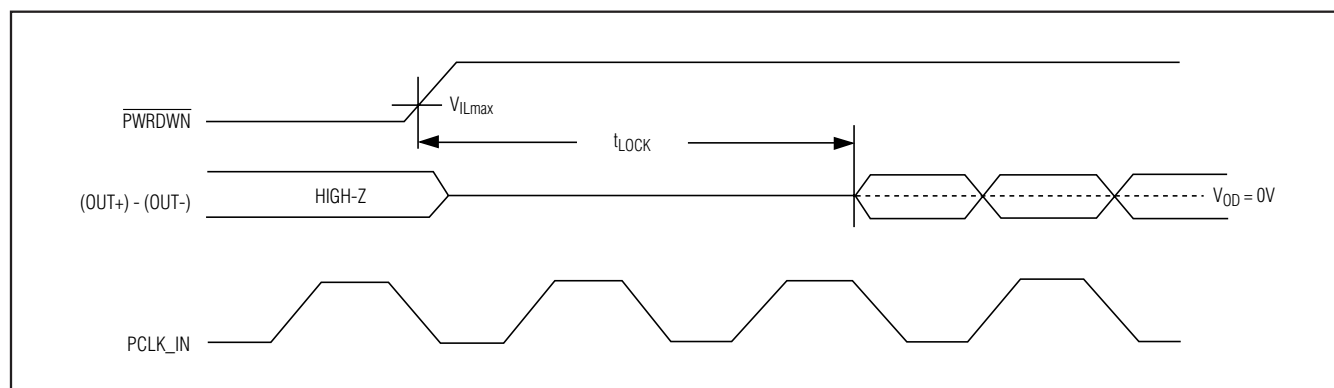 PWRDWN
VILmax
tLOCK
(OUT+) - (OUT-)
HIGH-Z
VOD = 0V
PCLK_IN